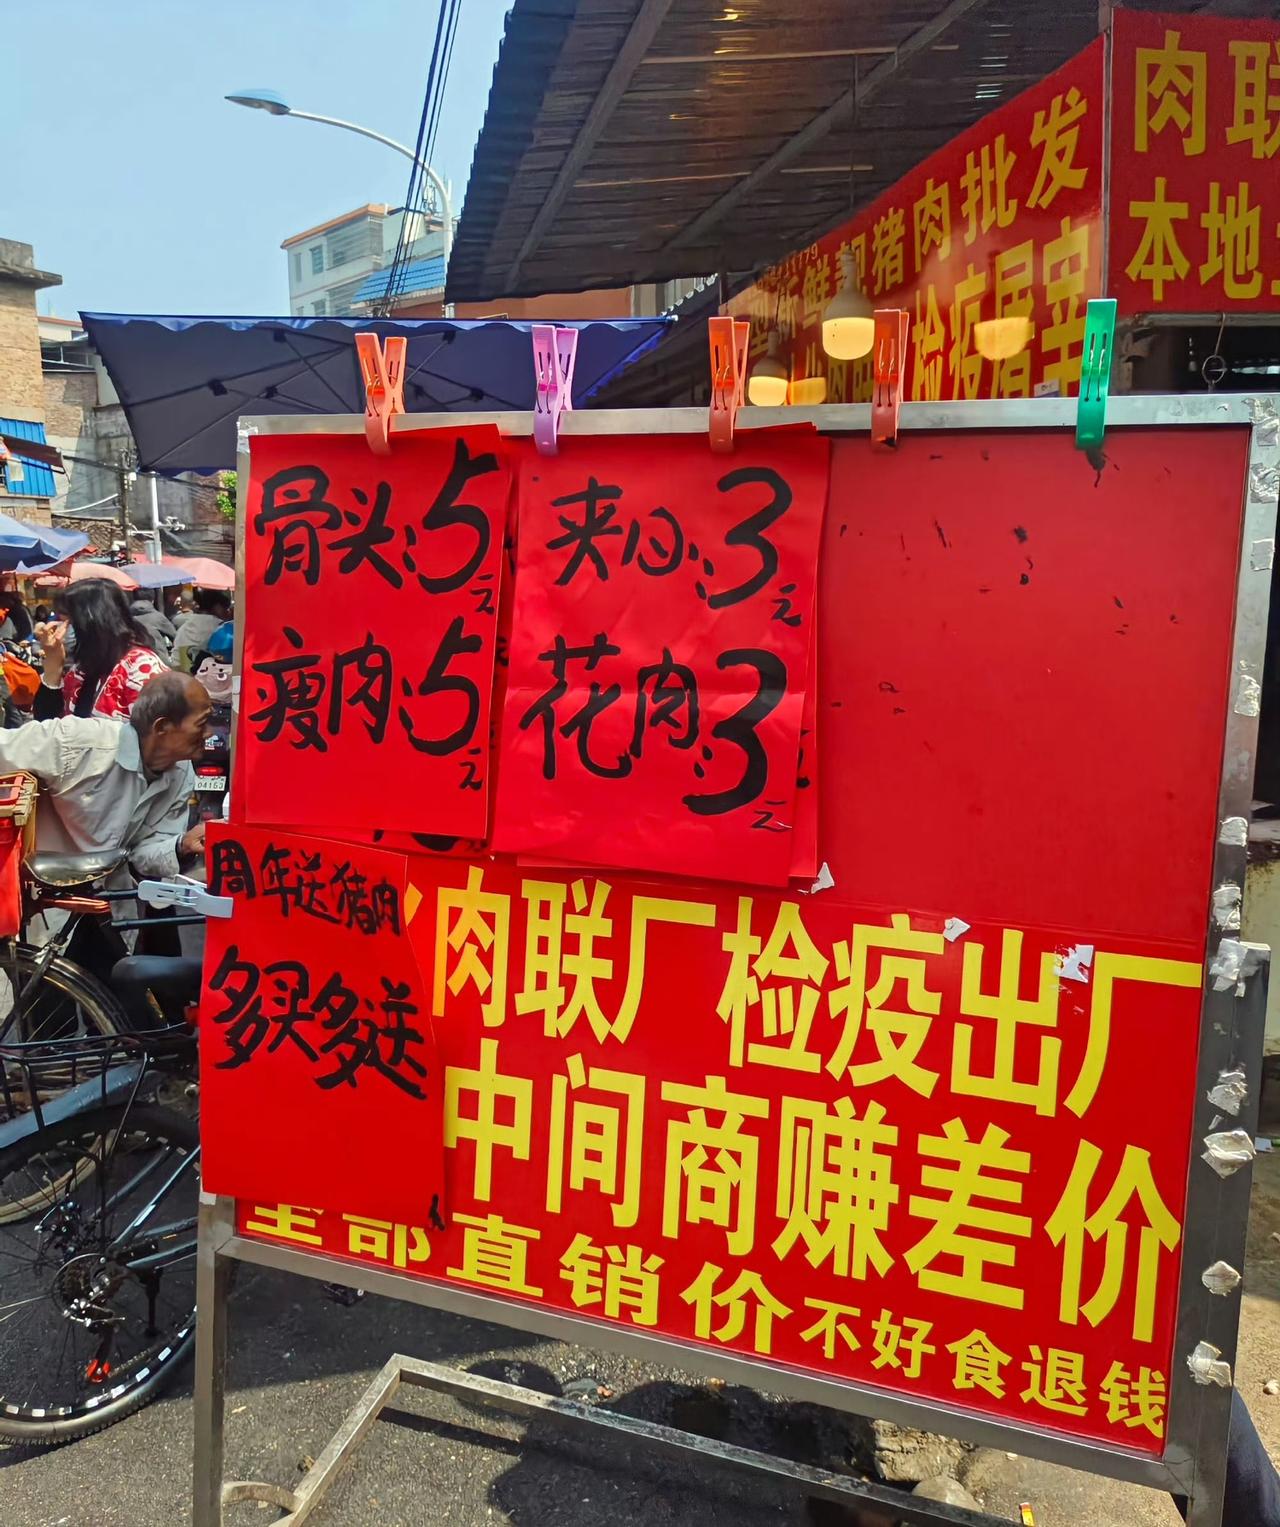 肉联
本地
猪肉批发
检疫屠宰
骨头:5元
瘦肉:5元
夹心:3元
花肉:3元
周年送猪肉
多买多送
肉联厂检疫出厂
中间商赚差价
全部直销价不好食退钱
04163